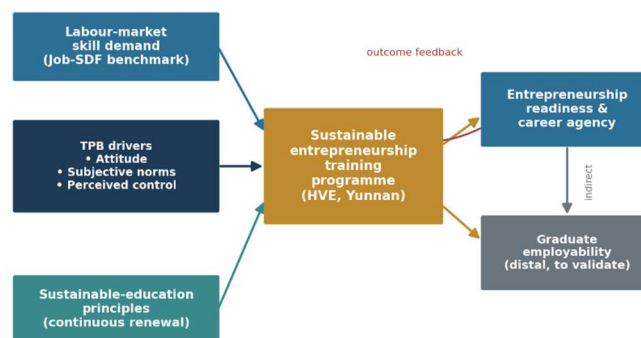 Labour-market
skill demand
(Job-SDF benchmark)
outcome feedback
TPB drivers
• Attitude
• Subjective norms
• Perceived control
Sustainable
entrepreneurship
training
programme
(HVE, Yunnan)
Entrepreneurship
readiness &
career agency
indirect
Sustainable-education
principles
(continuous renewal)
Graduate
employability
(distal, to validate)